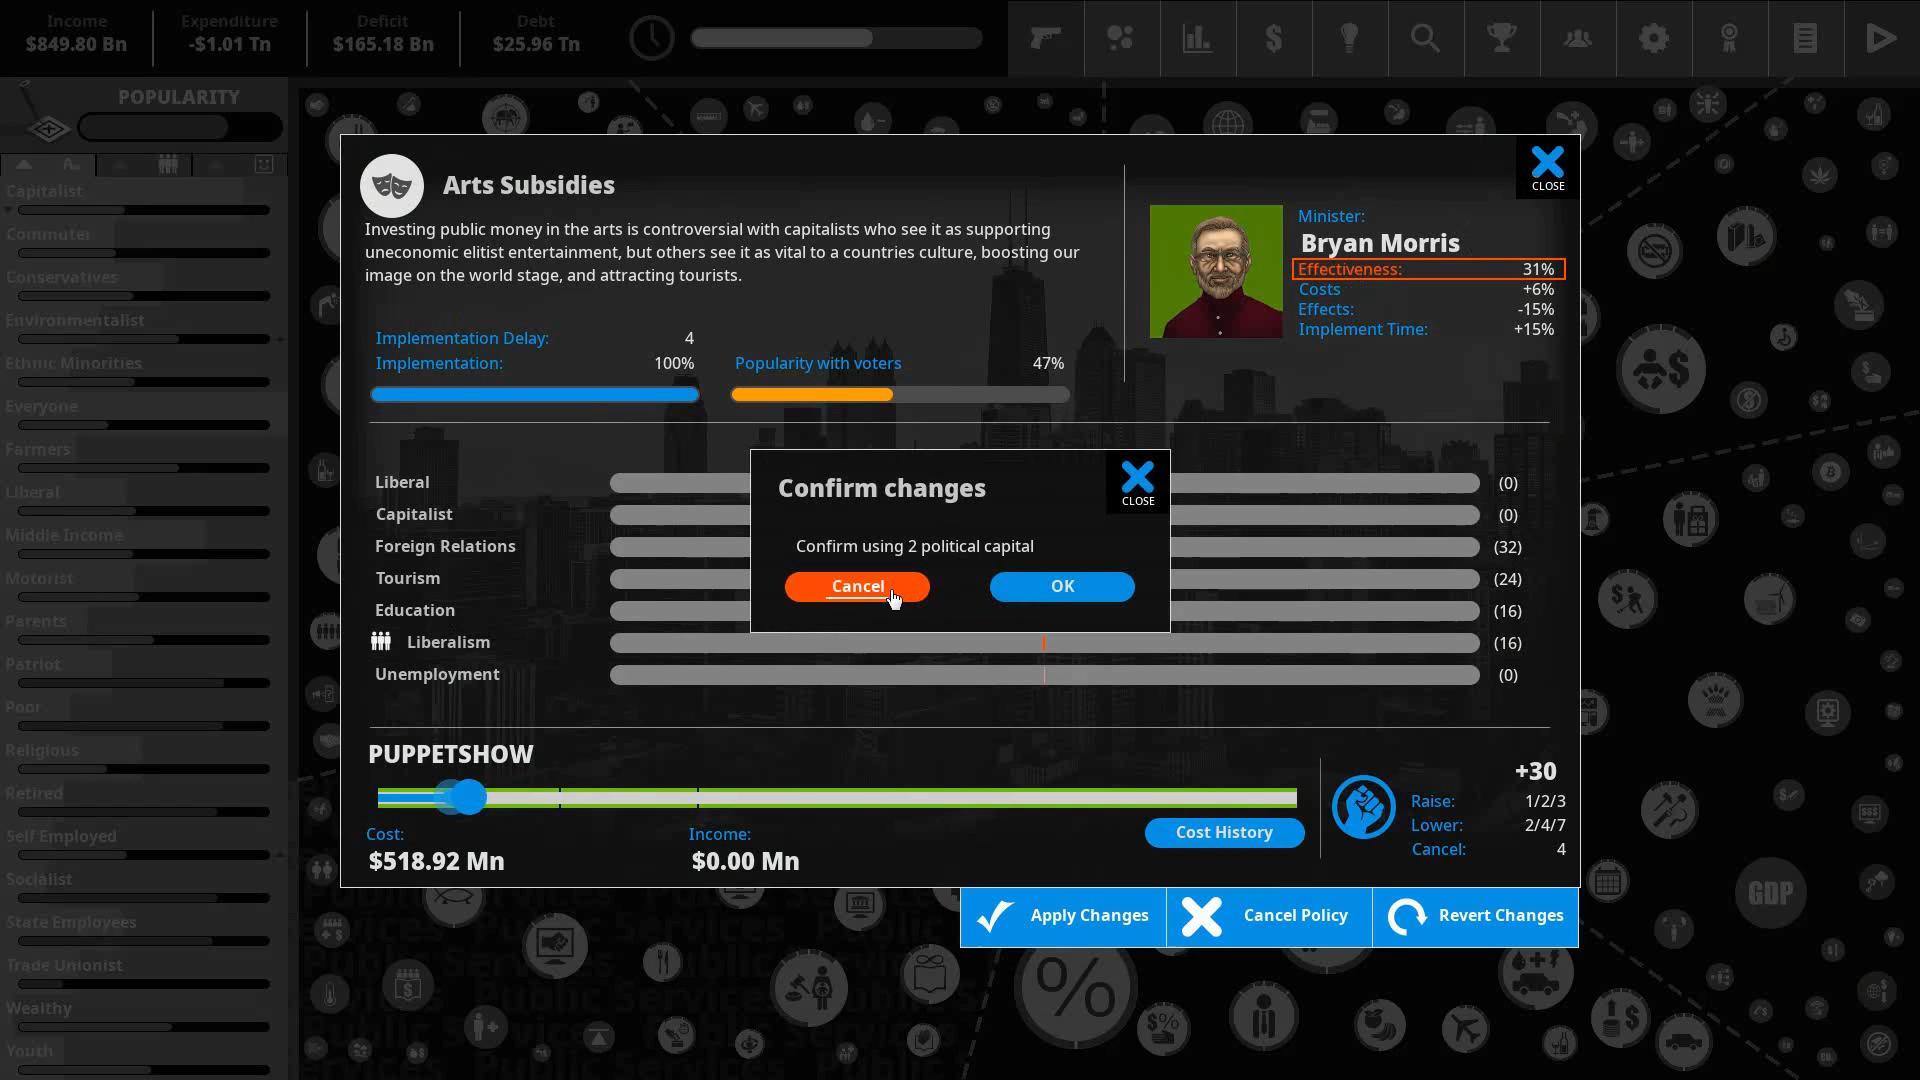 Income
$849.80 Bn
Expenditure
-$1.01 Tn
Deficit
$165.18 Bn
Debt
$25.96 Tn
POPULARITY
Capitalist
Commuter
Conservatives
Environmentalist
Ethnic Minorities
Everyone
Farmers
Liberal
Middle Income
Motorist
Parents
Patriot
Poor
Religious
Retired
Self Employed
Socialist
State Employees
Trade Unionist
Wealthy
Youth
Arts Subsidies
Investing public money in the arts is controversial with capitalists who see it as supporting
uneconomic elitist entertainment, but others see it as vital to a countries culture, boosting our
image on the world stage, and attracting tourists.
Implementation Delay: 4
Implementation: 100%
Popularity with voters 47%
CLOSE
Minister:
Bryan Morris
Effectiveness: 31%
Costs +6%
Effects: -15%
Implement Time: +15%
Liberal (0)
Capitalist (0)
Foreign Relations (32)
Tourism (24)
Education (16)
Liberalism (16)
Unemployment (0)
Confirm changes
CLOSE
Confirm using 2 political capital
Cancel
OK
PUPPETSHOW
Cost:
$518.92 Mn
Income:
$0.00 Mn
Cost History
+30
Raise: 1/2/3
Lower: 2/4/7
Cancel: 4
Apply Changes
Cancel Policy
Revert Changes
GDP